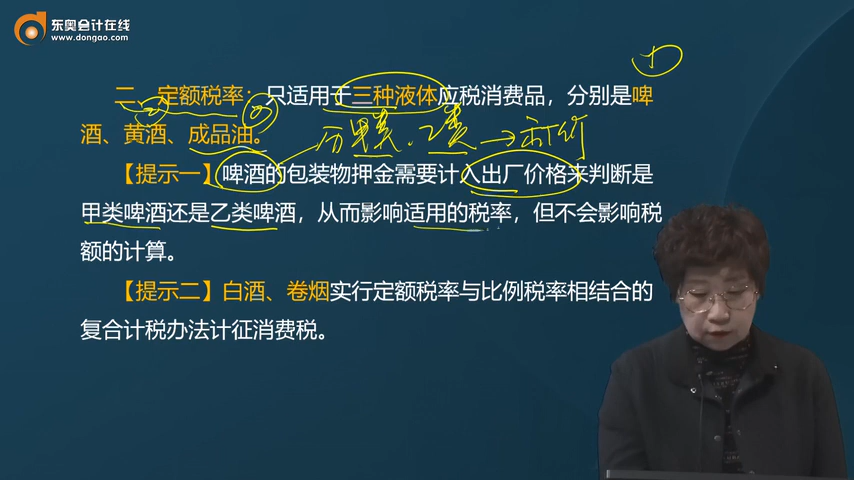 东奥会计在线
www.dongao.com
二、定额税率：只适用于三种液体应税消费品，分别是啤
酒、黄酒、成品油。
甲类、乙类→
【提示一】啤酒的包装物押金需要计入出厂价格来判断是
甲类啤酒还是乙类啤酒，从而影响适用的税率，但不会影响税
额的计算。
【提示二】白酒、卷烟实行定额税率与比例税率相结合的
复合计税办法计征消费税。